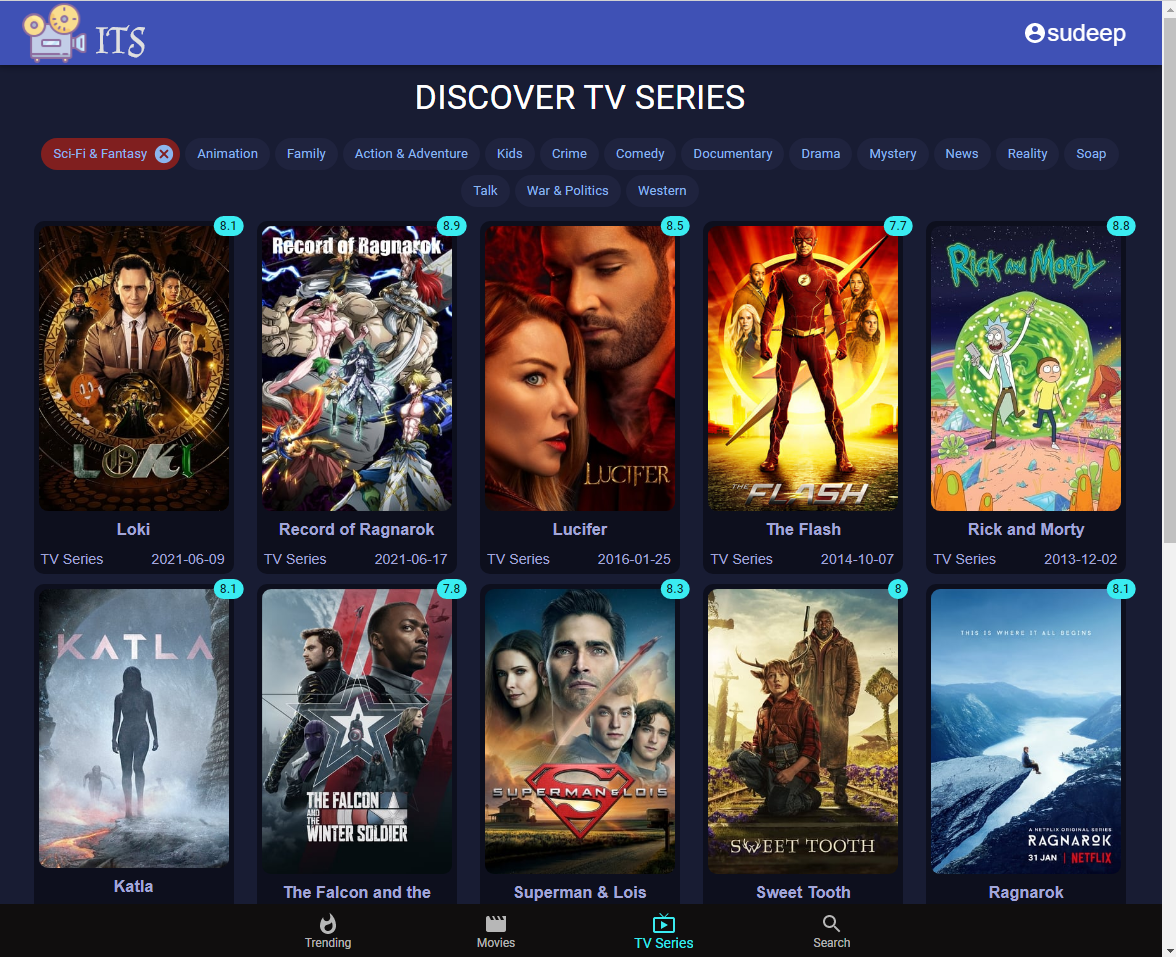 ITS
sudeep
DISCOVER TV SERIES
Sci-Fi & Fantasy Animation Family Action & Adventure Kids Crime Comedy Documentary Drama Mystery News Reality Soap
Talk War & Politics Western
8.1 8.9 8.5 7.7 8.8
LOKI
Record of Ragnarok
LUCIFER
THE FLASH
Rick and Morty
Loki Record of Ragnarok Lucifer The Flash Rick and Morty
TV Series 2021-06-09 TV Series 2021-06-17 TV Series 2016-01-25 TV Series 2014-10-07 TV Series 2013-12-02
8.1 7.8 8.3 8 8.1
KATLA
THE FALCON
AND THE
WINTER SOLDIER
SUPERMAN & LOIS
SWEET TOOTH
THIS IS WHERE IT ALL BEGINS
A NETFLIX ORIGINAL SERIES
RAGNAROK
31 JAN | NETFLIX
Katla The Falcon and the Superman & Lois Sweet Tooth Ragnarok
Trending Movies TV Series Search